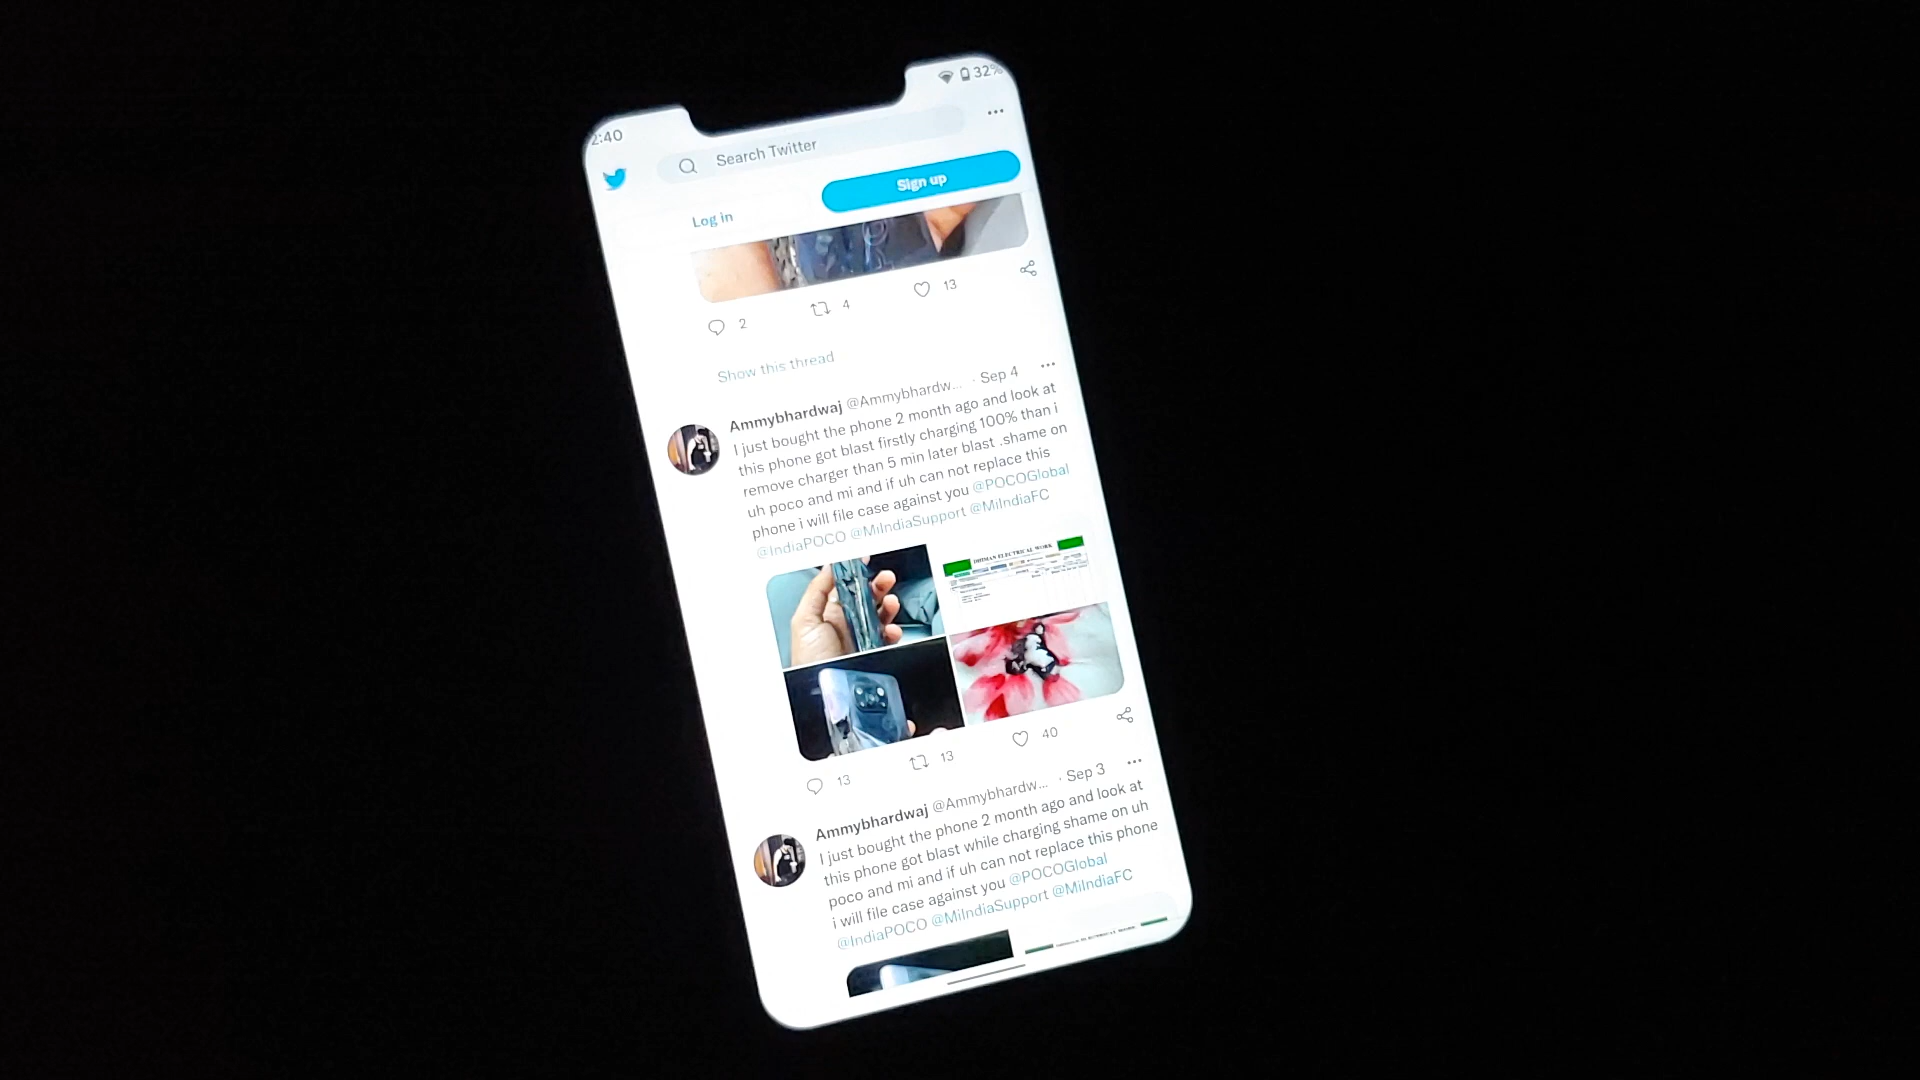 2:40
32%
Search Twitter
Log in
Sign up
2 4 13
Show this thread
Ammybhardwaj @Ammybhardw... · Sep 4
I just bought the phone 2 month ago and look at
this phone got blast firstly charging 100% than i
remove charger than 5 min later blast .shame on
uh poco and mi and if uh can not replace this
phone i will file case against you @POCOGlobal
@IndiaPOCO @MiIndiaSupport @MiIndiaFC
DHIMAN ELECTRICAL WORK
13 13 40
Ammybhardwaj @Ammybhardw... · Sep 3
I just bought the phone 2 month ago and look at
this phone got blast while charging shame on uh
poco and mi and if uh can not replace this phone
i will file case against you @POCOGlobal
@IndiaPOCO @MiIndiaSupport @MiIndiaFC